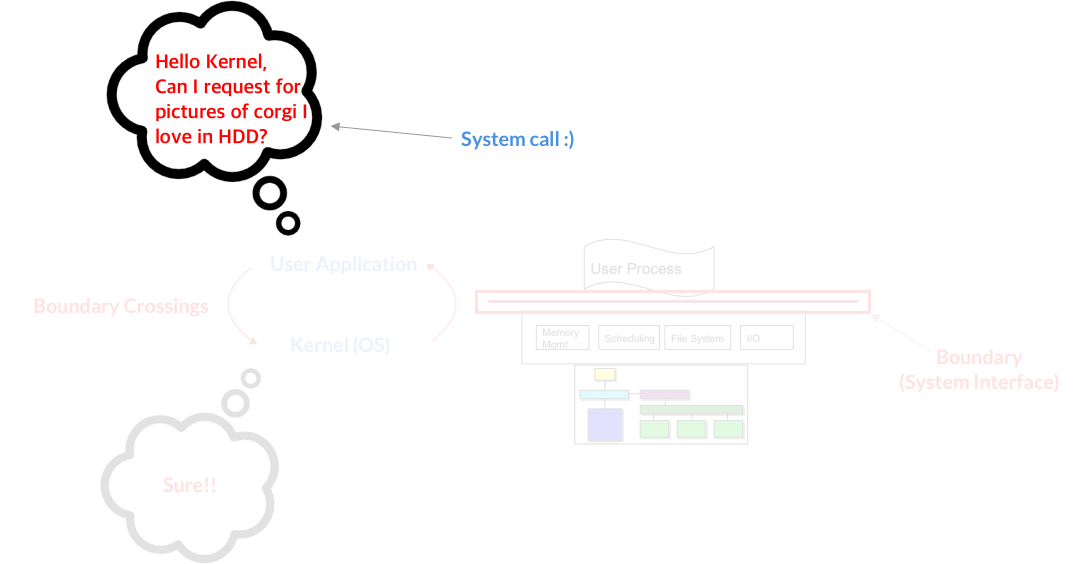 Hello Kernel,
Can I request for
pictures of corgi I
love in HDD?
System call :)
User Application
Boundary Crossings
Kernel (OS)
Sure!!
User Process
Memory
Mgmt
Scheduling
File System
I/O
Boundary
(System Interface)